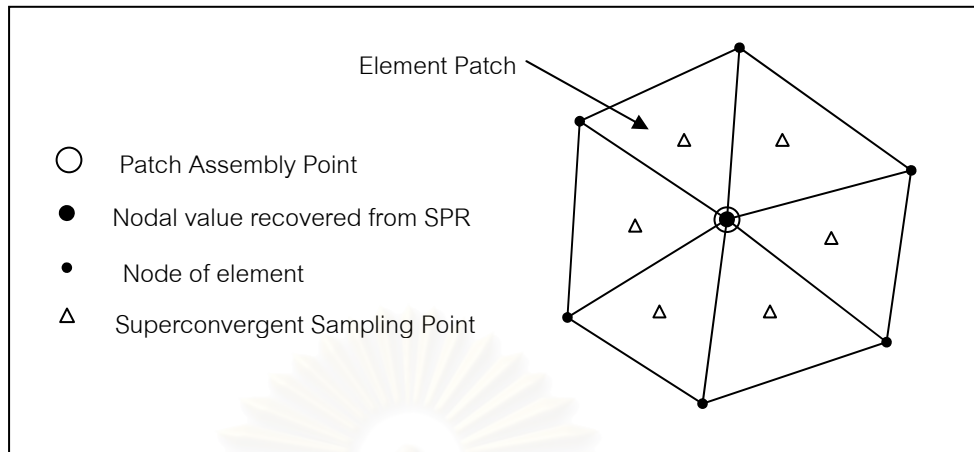 Element Patch
Patch Assembly Point
Nodal value recovered from SPR
Node of element
Superconvergent Sampling Point